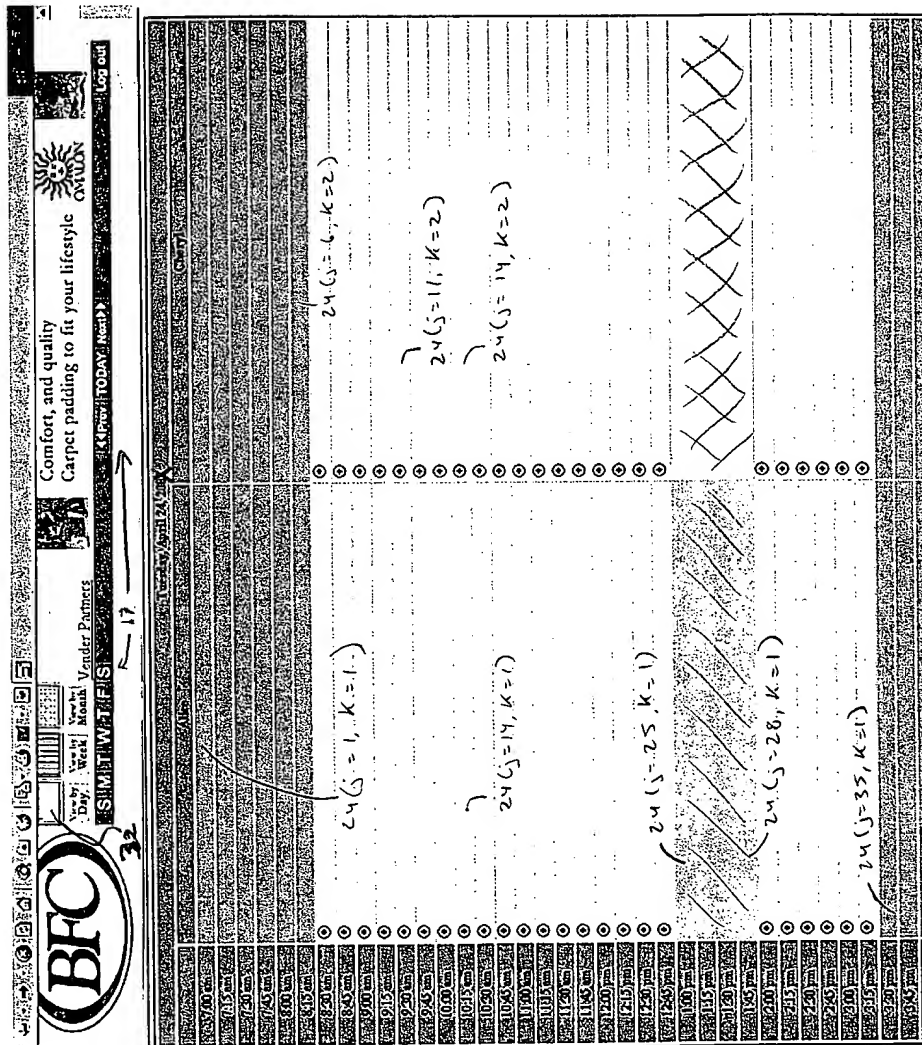 BFC
View by Day
View by Week
View by Month
Vender Partners
Comfort, and quality
Carpet padding to fit your lifestyle
OMALON
S M T W T F S
<<Prev | TODAY | Next>>
Log out
32
17
Tuesday, April 24,
7:00 am
7:15 am
7:30 am
7:45 am
8:00 am
8:15 am
8:30 am
8:45 am
9:00 am
9:15 am
9:30 am
9:45 am
10:00 am
10:15 am
10:30 am
10:45 am
11:00 am
11:15 am
11:30 am
11:45 am
12:00 pm
12:15 pm
12:30 pm
12:45 pm
1:00 pm
1:15 pm
1:30 pm
1:45 pm
2:00 pm
2:15 pm
2:30 pm
2:45 pm
3:00 pm
3:15 pm
3:30 pm
3:45 pm
24(j=1, k=1)
24(j=14, k=1)
24(j=25, k=1)
24(j=28, k=1)
24(j=35, k=1)
24(j=6, k=2)
24(j=11, k=2)
24(j=14, k=2)